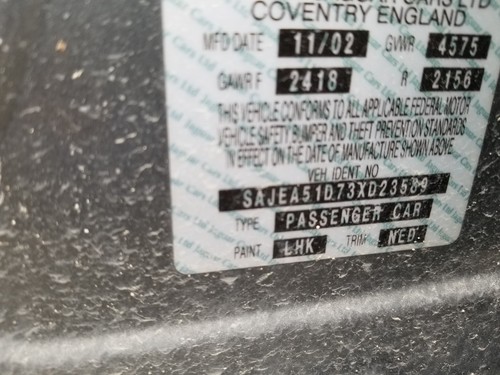 CARS LTD
COVENTRY ENGLAND
MFD DATE 11/02 GVWR 4575
GAWR F 2418 R 2156
THIS VEHICLE CONFORMS TO ALL APPLICABLE FEDERAL MOTOR
VEHICLE SAFETY BUMPER AND THEFT PREVENTION STANDARDS
IN EFFECT ON THE DATE OF MANUFACTURE SHOWN ABOVE.
VEH. IDENT NO
SAJEA51D73XD23589
TYPE PASSENGER CAR
PAINT LHK TRIM NED